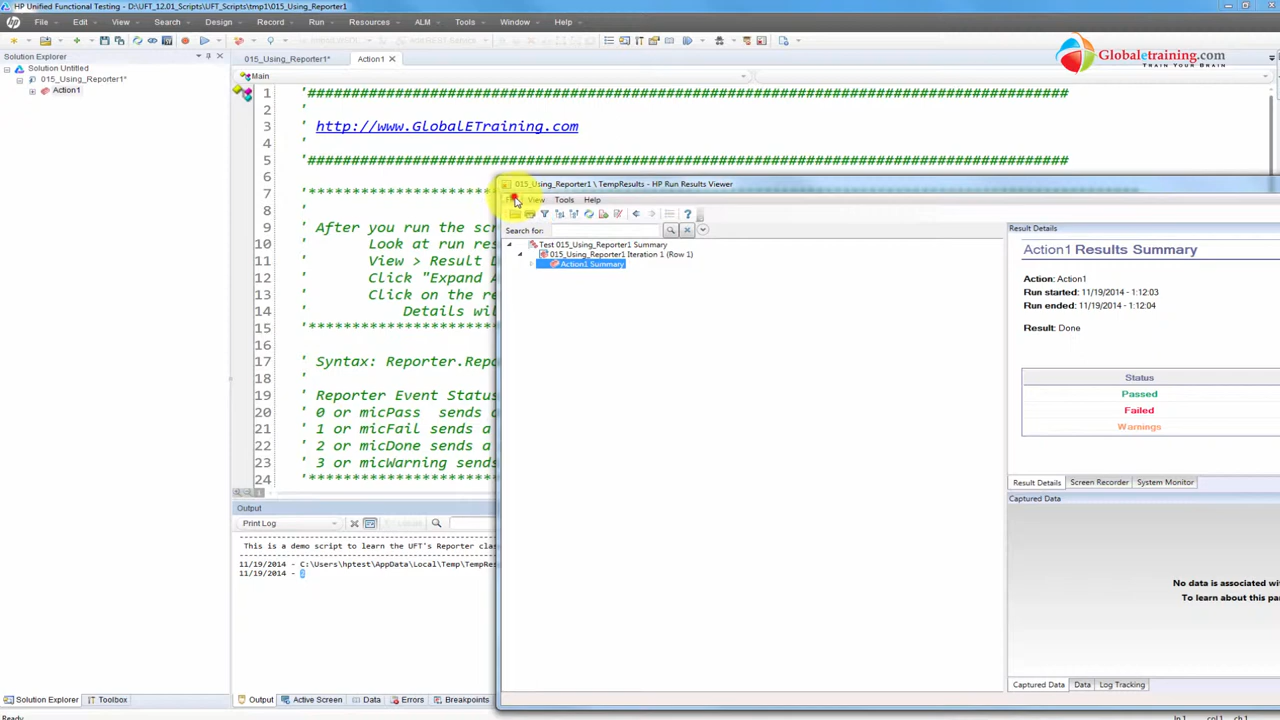 HP Unified Functional Testing - D:\UFT_12.01_Scripts\UFT_Scripts\tmp1\015_Using_Reporter1
File Edit View Search Design Record Run Resources ALM Tools Window Help
Globaletraining.com
TRAIN YOUR BRAIN
Solution Explorer
Solution Untitled
015_Using_Reporter1*
Action1
015_Using_Reporter1* Action1
Main
1 '####################################################################################
2 '
3 ' http://www.GlobalETraining.com
4 '
5 '####################################################################################
6
7
8 '
9 ' After you run the sc
10 Look at run res
11 View > Result D
12 Click "Expand A
13 Click on the re
14 Details wil
15
16
17 ' Syntax: Reporter.Repo
18 '
19 ' Reporter Event Status
20 ' 0 or micPass sends a
21 ' 1 or micFail sends a
22 ' 2 or micDone sends a
23 ' 3 or micWarning sends
24
015_Using_Reporter1 \ TempResults - HP Run Results Viewer
View Tools Help
Search for:
Test 015_Using_Reporter1 Summary
015_Using_Reporter1 Iteration 1 (Row 1)
Action1 Summary
Result Details
Action1 Results Summary
Action: Action1
Run started: 11/19/2014 - 1:12:03
Run ended: 11/19/2014 - 1:12:04
Result: Done
Status
Passed
Failed
Warnings
Result Details Screen Recorder System Monitor
Captured Data
No data is associated wi
To learn about this pa
Captured Data Data Log Tracking
Output
Print Log
This is a demo script to learn the UFT's Reporter clas
11/19/2014 - C:\Users\hptest\AppData\Local\Temp\TempRes
11/19/2014 - 2
Solution Explorer Toolbox
Output Active Screen Data Errors Breakpoints
Ready
ln1 col1 ch1